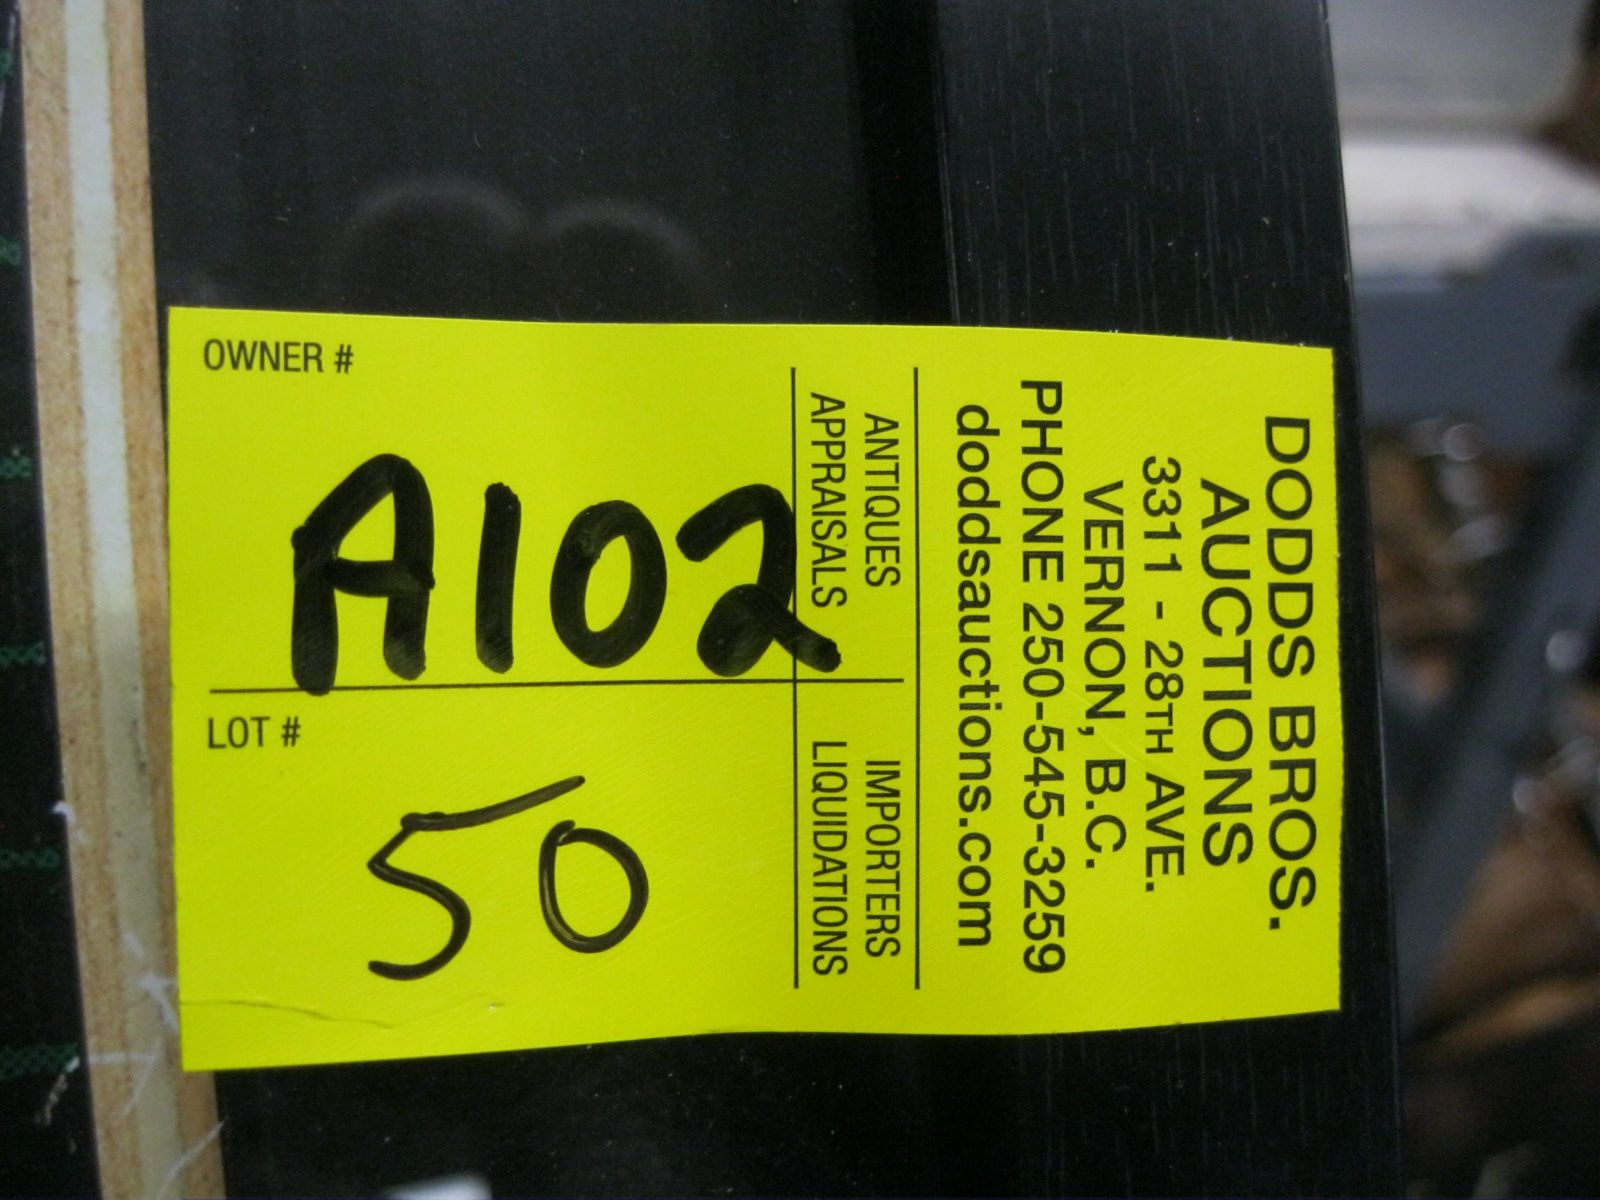 DODDS BROS.
AUCTIONS
3311 - 28TH AVE.
VERNON, B.C.
PHONE 250-545-3259
doddsauctions.com
ANTIQUES
APPRAISALS
IMPORTERS
LIQUIDATIONS
OWNER #
A102
LOT #
50